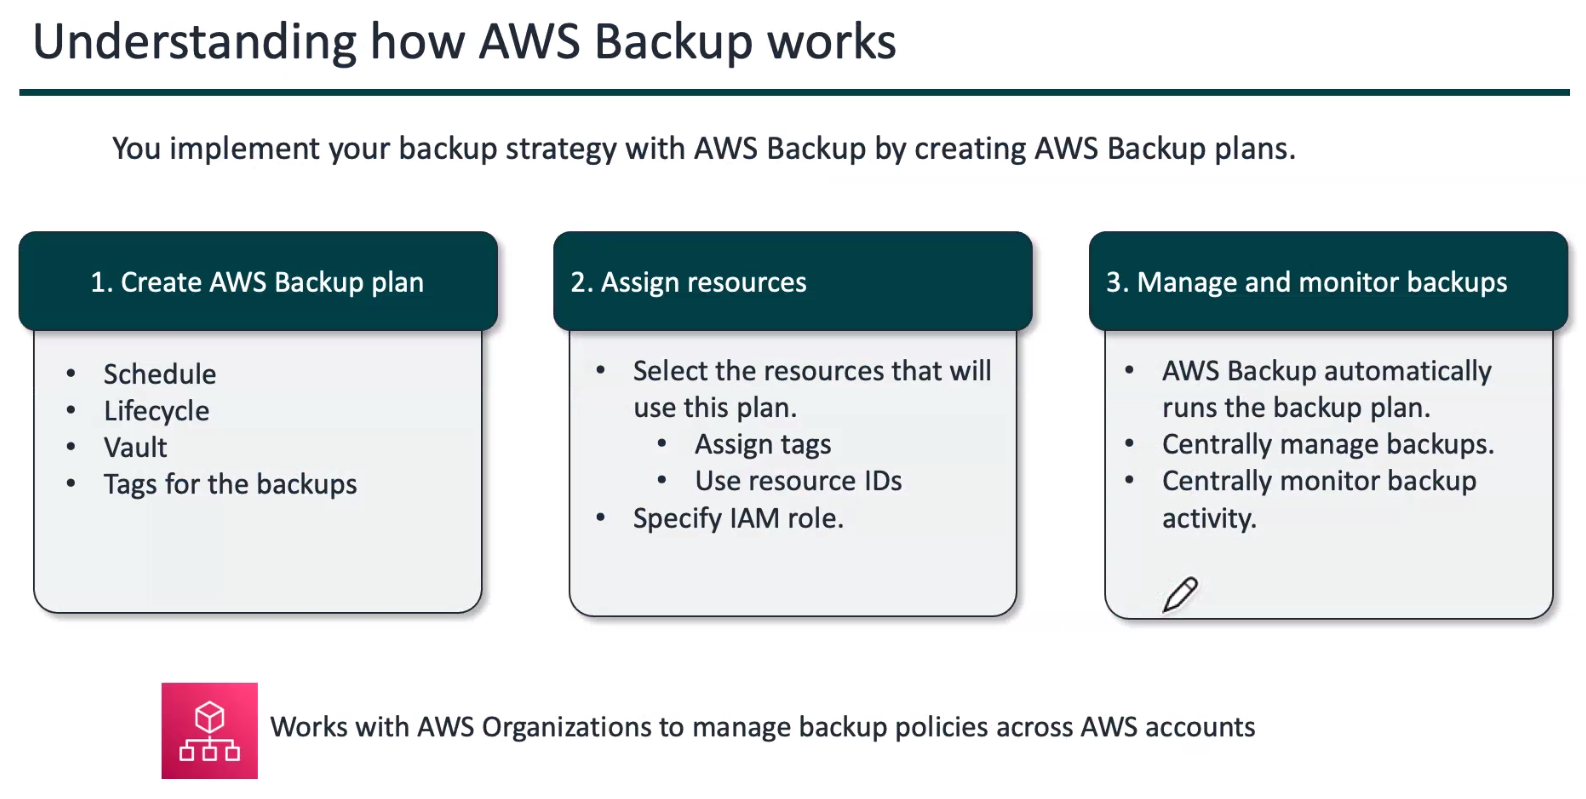 Understanding how AWS Backup works
You implement your backup strategy with AWS Backup by creating AWS Backup plans.
1. Create AWS Backup plan
• Schedule
• Lifecycle
• Vault
• Tags for the backups
2. Assign resources
• Select the resources that will
use this plan.
• Assign tags
• Use resource IDs
• Specify IAM role.
3. Manage and monitor backups
• AWS Backup automatically
runs the backup plan.
• Centrally manage backups.
• Centrally monitor backup
activity.
Works with AWS Organizations to manage backup policies across AWS accounts